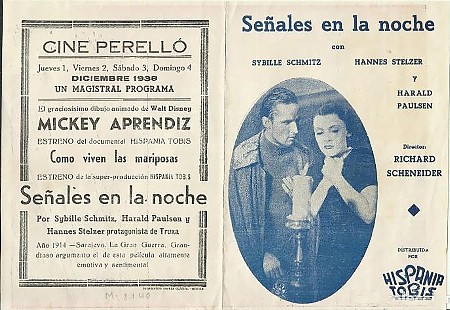 CINE PERELLÓ
Jueves 1, Viernes 2, Sábado 3, Domingo 4
DICIEMBRE 1938
UN MAGISTRAL PROGRAMA
El graciosísimo dibujo animado de Walt Disney
MICKEY APRENDIZ
ESTRENO del documental HISPANIA TOBIS
Como viven las mariposas
ESTRENO de la super-producción HISPANIA TOBIS
Señales en la noche
Por Sybille Schmitz, Harald Paulsen y
Hannes Stelzer protagonista de Truxa
Año 1914—Sarajevo. La Gran Guerra. Gran-
dioso argumento el de esta película altamente
emotiva y sentimental
Señales en la noche
con
SYBILLE SCHMITZ HANNES STELZER
Y
HARALD
PAULSEN
Director:
RICHARD
SCHENEIDER
DISTRIBUIDA
POR
HISPANIA
TOBIS